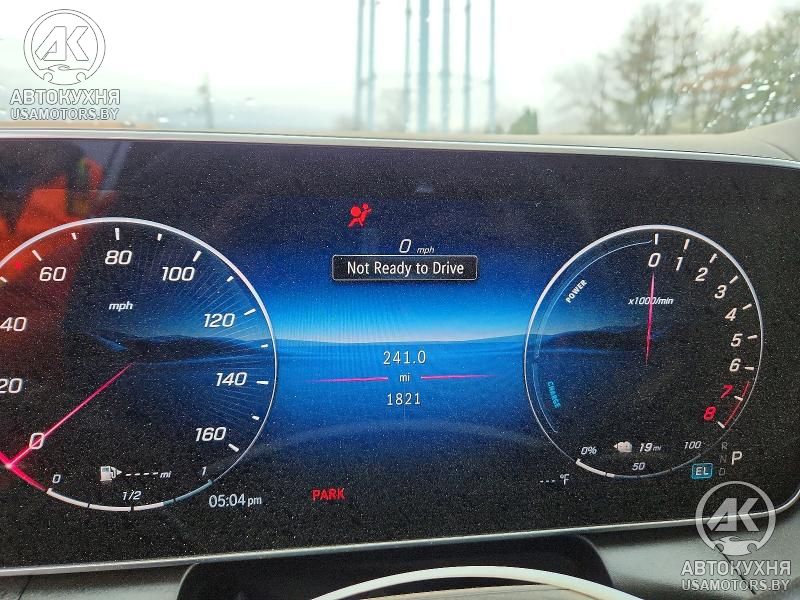 AK
АВТОКУХНЯ
USAMOTORS.BY
0 mph
Not Ready to Drive
241.0
mi
1821
PARK
0
20
40
60
80
100
120
140
160
mph
0
1/2
1
---- mi
05:04 pm
0
1
2
3
4
5
6
7
8
x1000/min
POWER
CHARGE
0%
50
100
19 mi
--- °F
R
N
D
P
EL
AK
АВТОКУХНЯ
USAMOTORS.BY